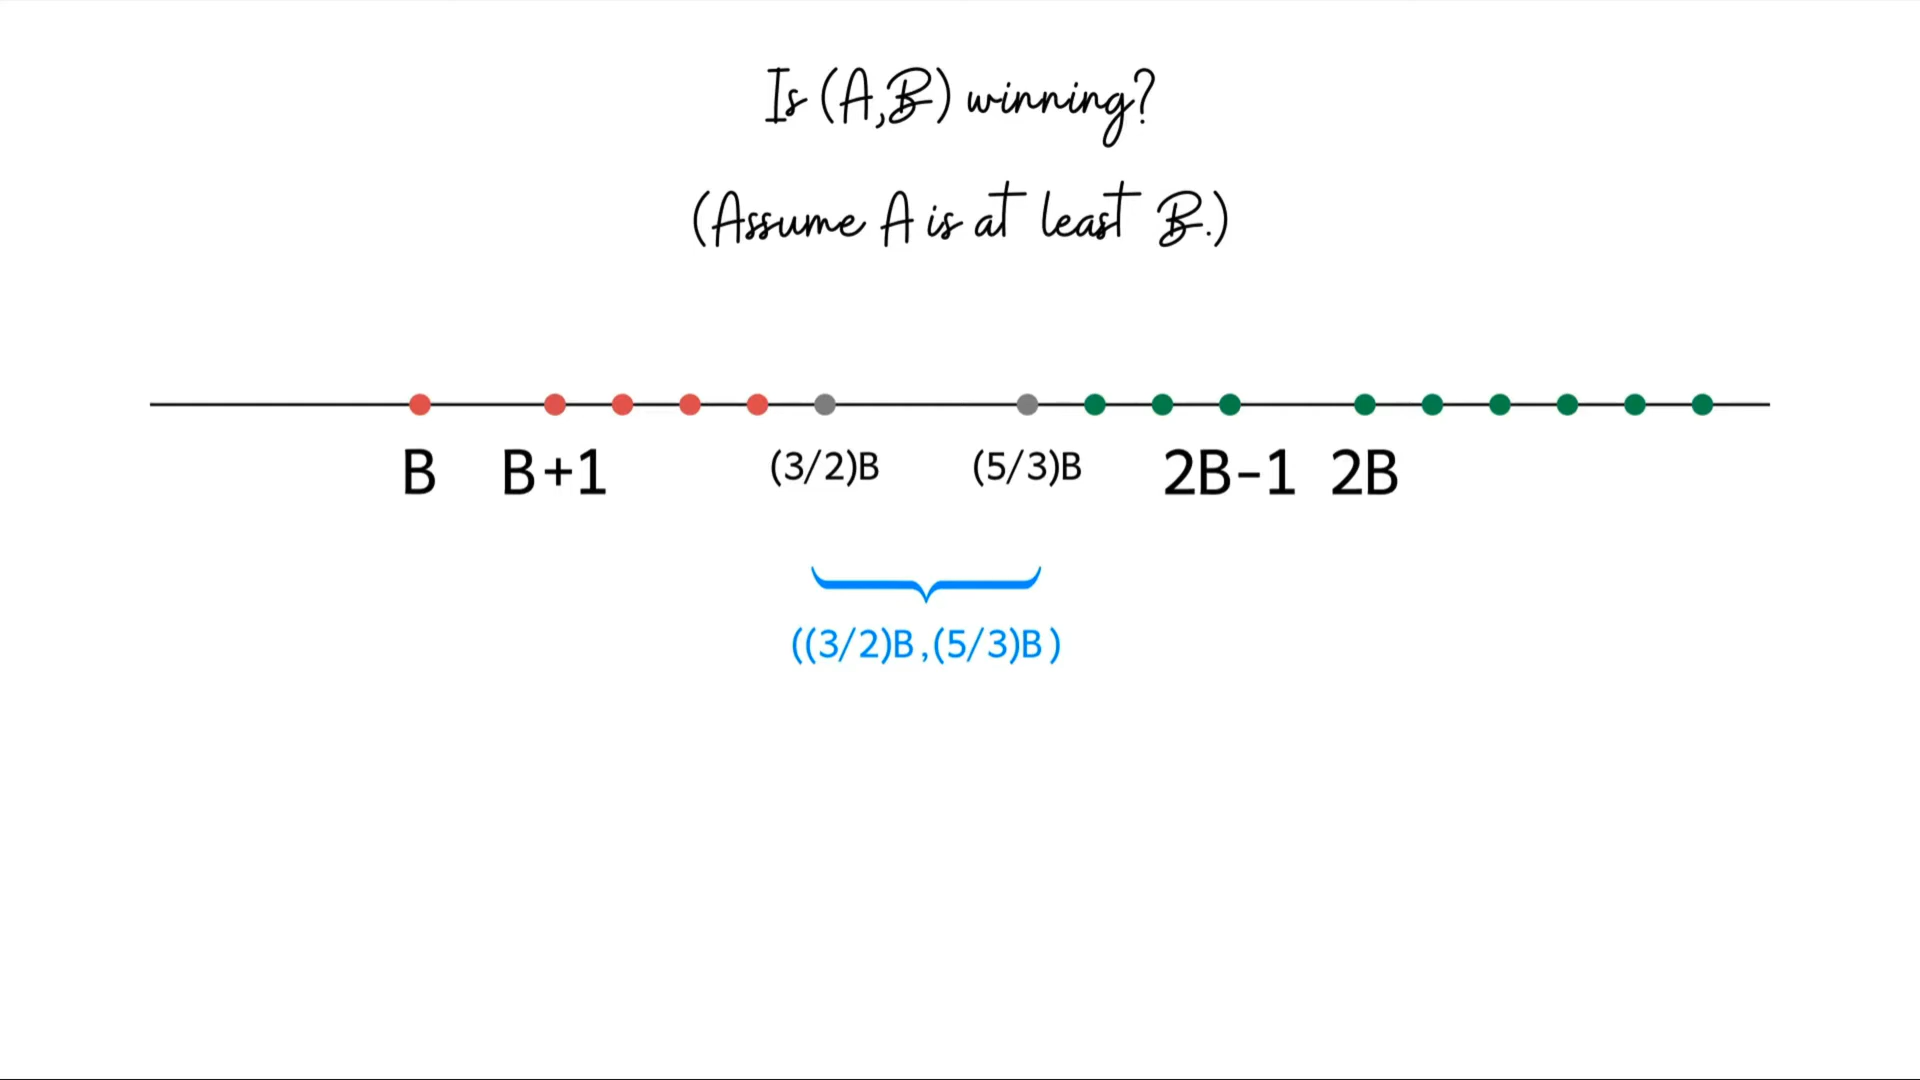 Is (A,B) winning?
(Assume A is at least B.)
B B+1 (3/2)B (5/3)B 2B-1 2B
((3/2)B,(5/3)B)